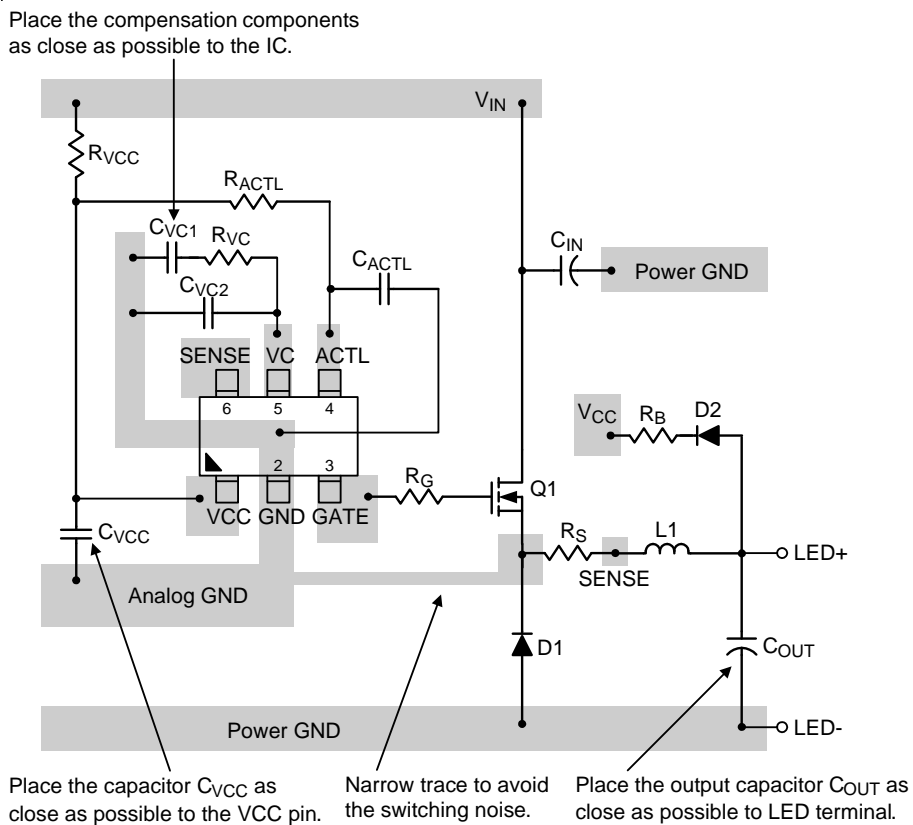 Place the compensation components
as close as possible to the IC.
VIN
RVCC
RACTL
CVC1
RVC
CACTL
CIN
Power GND
CVC2
SENSE VC ACTL
6 5 4
VCC
RB
D2
2 3
RG
Q1
VCC GND GATE
CVCC
RS
L1
LED+
SENSE
Analog GND
D1
COUT
Power GND
LED-
Place the capacitor CVCC as
close as possible to the VCC pin.
Narrow trace to avoid
the switching noise.
Place the output capacitor COUT as
close as possible to LED terminal.